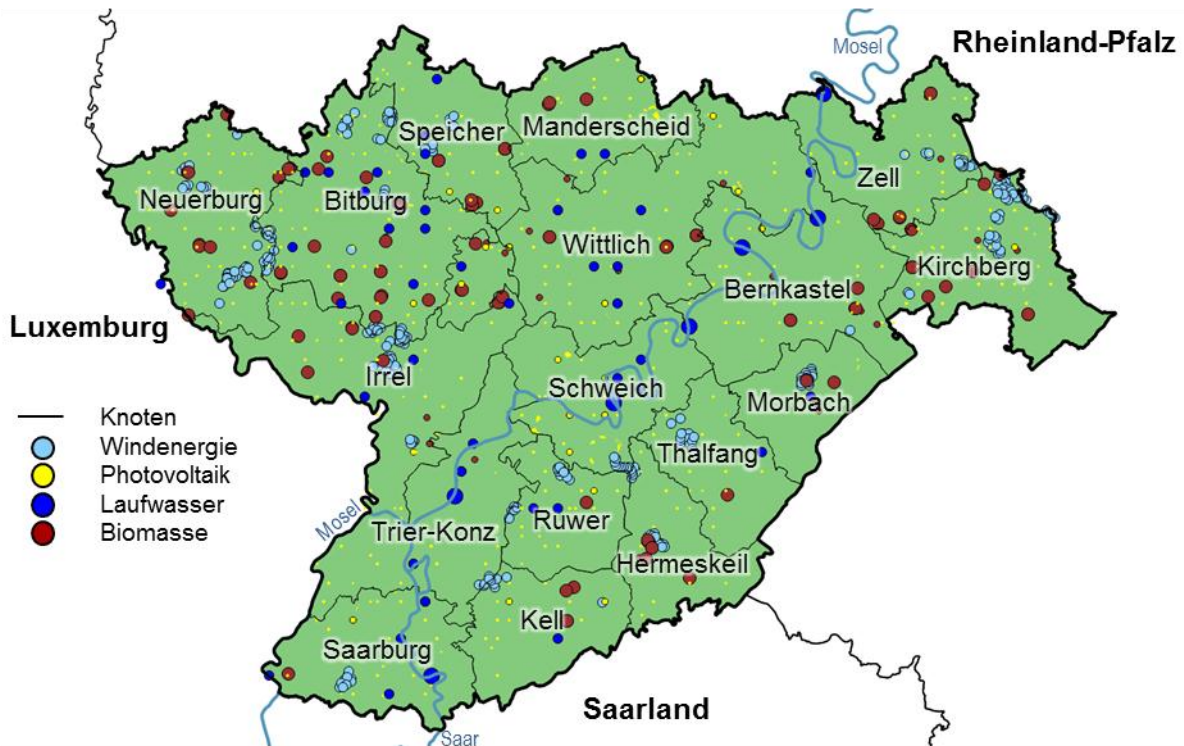 Mosel
Rheinland-Pfalz
Speicher
Manderscheid
Zell
Neuerburg
Bitburg
Wittlich
Kirchberg
Bernkastel
Luxemburg
Irrel
Schweich
Morbach
Knoten
Windenergie
Photovoltaik
Laufwasser
Biomasse
Thalfang
Mosel
Trier-Konz
Ruwer
Hermeskeil
Kell
Saarburg
Saarland
Saar